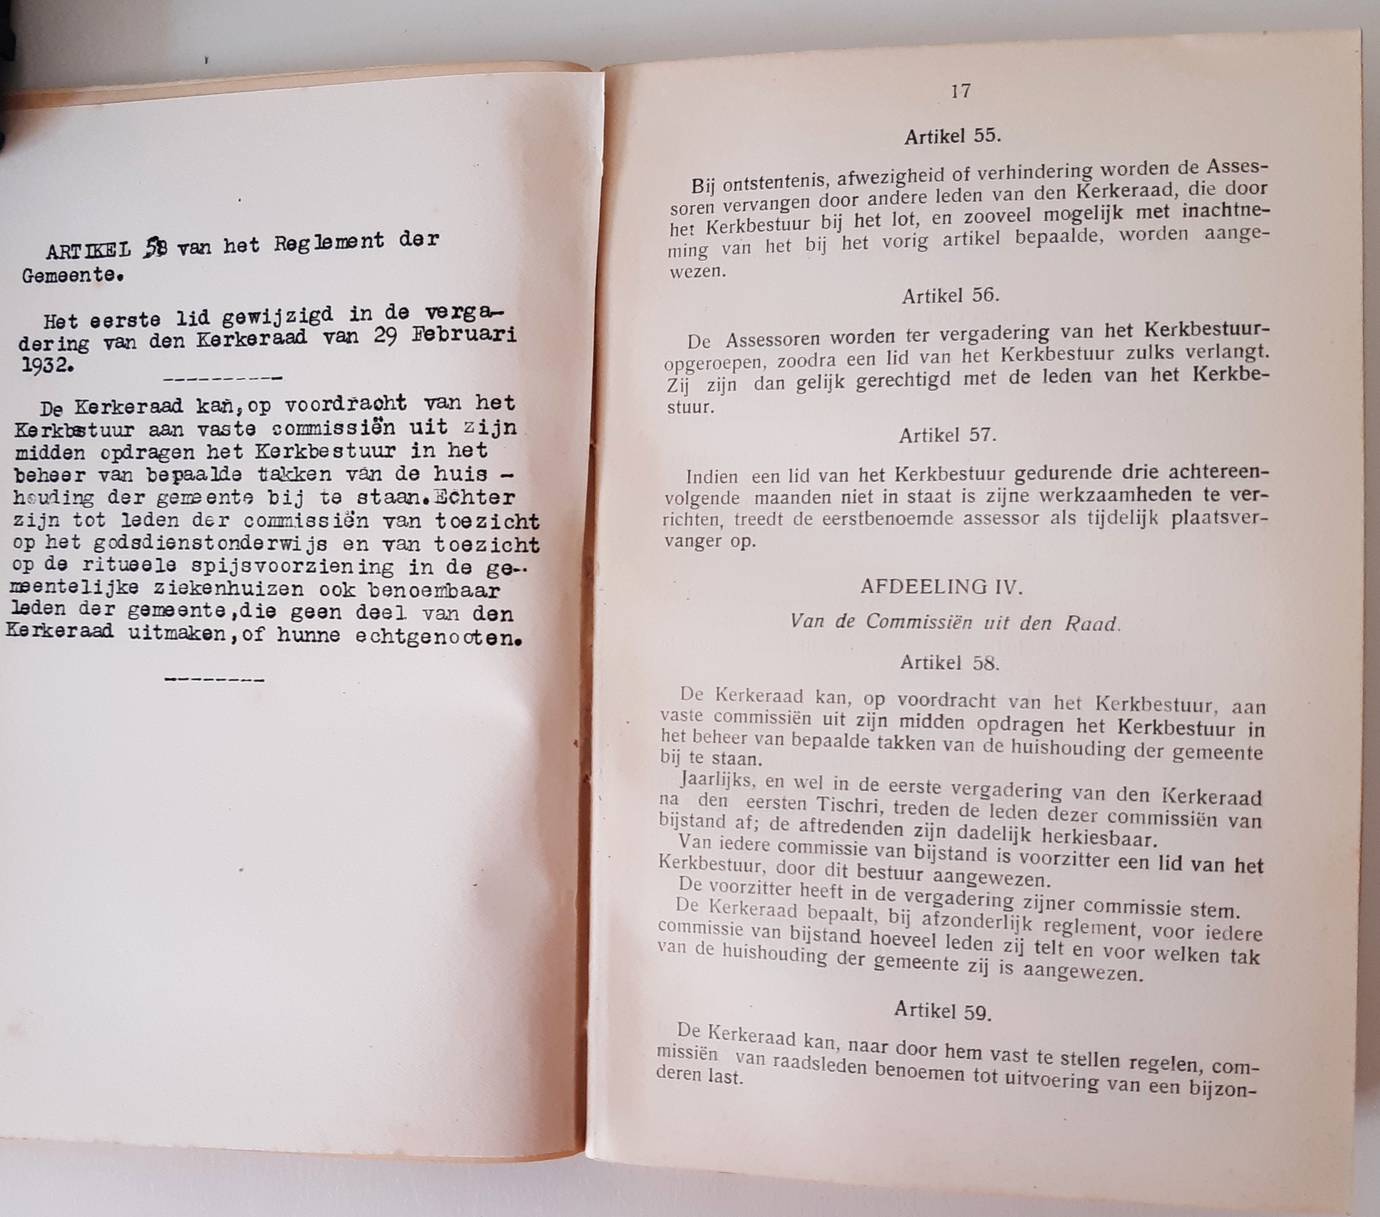 ARTIKEL 58 van het Reglement der
Gemeente.
Het eerste lid gewijzigd in de verga-
dering van den Kerkeraad van 29 Februari
1932.
----------
De Kerkeraad kan,op voordracht van het
Kerkbstuur aan vaste commissiën uit zijn
midden opdragen het Kerkbestuur in het
beheer van bepaalde takken van de huis -
houding der gemeente bij te staan.Echter
zijn tot leden der commissiën van toezicht
op het godsdienstonderwijs en van toezicht
op de ritueele spijsvoorziening in de ge-
meentelijke ziekenhuizen ook benoembaar
leden der gemeente,die geen deel van den
Kerkeraad uitmaken,of hunne echtgenooten.
--------
17
Artikel 55.
Bij ontstentenis, afwezigheid of verhindering worden de Asses-
soren vervangen door andere leden van den Kerkeraad, die door
het Kerkbestuur bij het lot, en zooveel mogelijk met inachtne-
ming van het bij het vorig artikel bepaalde, worden aange-
wezen.
Artikel 56.
De Assessoren worden ter vergadering van het Kerkbestuur-
opgeroepen, zoodra een lid van het Kerkbestuur zulks verlangt.
Zij zijn dan gelijk gerechtigd met de leden van het Kerkbe-
stuur.
Artikel 57.
Indien een lid van het Kerkbestuur gedurende drie achtereen-
volgende maanden niet in staat is zijne werkzaamheden te ver-
richten, treedt de eerstbenoemde assessor als tijdelijk plaatsver-
vanger op.
AFDEELING IV.
Van de Commissiën uit den Raad.
Artikel 58.
De Kerkeraad kan, op voordracht van het Kerkbestuur, aan
vaste commissiën uit zijn midden opdragen het Kerkbestuur in
het beheer van bepaalde takken van de huishouding der gemeente
bij te staan.
Jaarlijks, en wel in de eerste vergadering van den Kerkeraad
na den eersten Tischri, treden de leden dezer commissiën van
bijstand af; de aftredenden zijn dadelijk herkiesbaar.
Van iedere commissie van bijstand is voorzitter een lid van het
Kerkbestuur, door dit bestuur aangewezen.
De voorzitter heeft in de vergadering zijner commissie stem.
De Kerkeraad bepaalt, bij afzonderlijk reglement, voor iedere
commissie van bijstand hoeveel leden zij telt en voor welken tak
van de huishouding der gemeente zij is aangewezen.
Artikel 59.
De Kerkeraad kan, naar door hem vast te stellen regelen, com-
missiën van raadsleden benoemen tot uitvoering van een bijzon-
deren last.